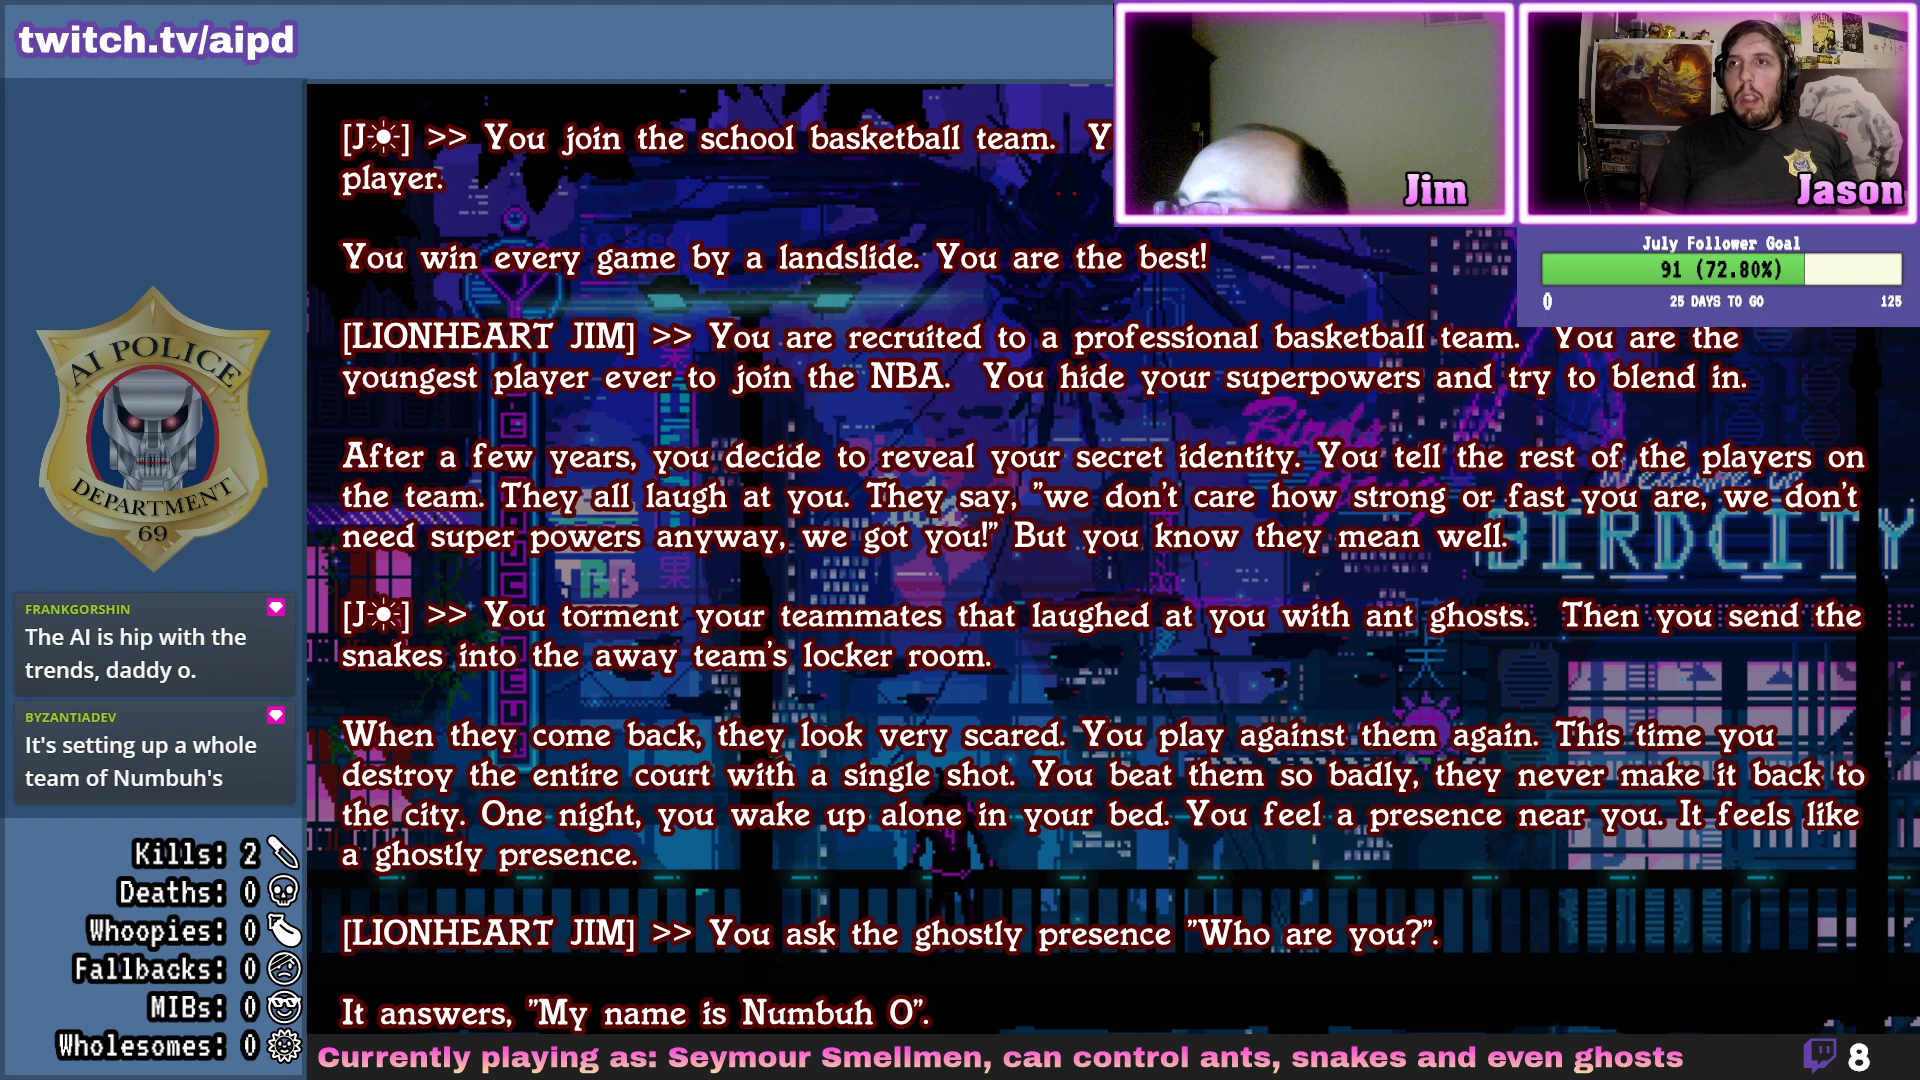 twitch.tv/aipd
[J☀] >> You join the school basketball team. Y
player.
You win every game by a landslide. You are the best!
[LIONHEART JIM] >> You are recruited to a professional basketball team. You are the
youngest player ever to join the NBA. You hide your superpowers and try to blend in.
After a few years, you decide to reveal your secret identity. You tell the rest of the players on
the team. They all laugh at you. They say, "we don't care how strong or fast you are, we don't
need super powers anyway, we got you!" But you know they mean well.
[J☀] >> You torment your teammates that laughed at you with ant ghosts. Then you send the
snakes into the away team's locker room.
When they come back, they look very scared. You play against them again. This time you
destroy the entire court with a single shot. You beat them so badly, they never make it back to
the city. One night, you wake up alone in your bed. You feel a presence near you. It feels like
a ghostly presence.
[LIONHEART JIM] >> You ask the ghostly presence "Who are you?".
It answers, "My name is Numbuh 0".
Jim
Jason
July Follower Goal
91 (72.80%)
0
25 DAYS TO GO
125
Birds
Welcome to
BIRDCITY
TBB
AI POLICE
DEPARTMENT
69
FRANKGORSHIN
The AI is hip with the
trends, daddy o.
BYZANTIADEV
It's setting up a whole
team of Numbuh's
Kills: 2
Deaths: 0
Whoopies: 0
Fallbacks: 0
MIBs: 0
Wholesomes: 0
Currently playing as: Seymour Smellmen, can control ants, snakes and even ghosts
8